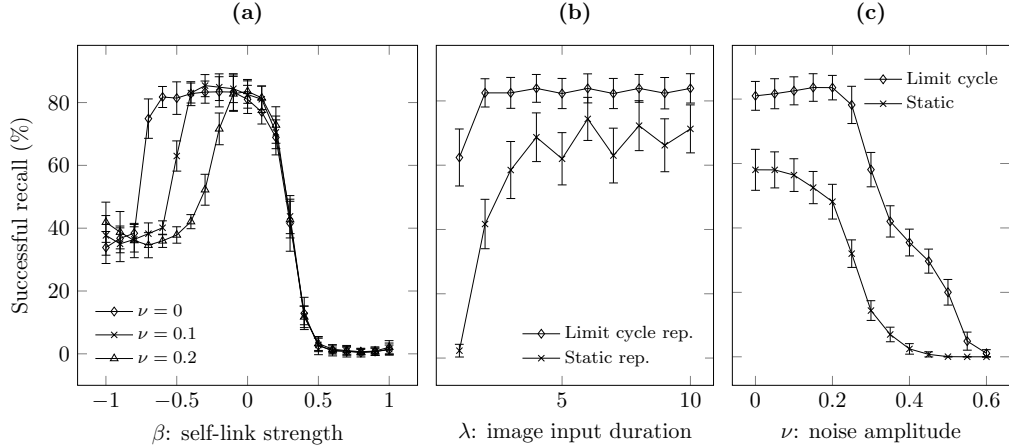 (a)
(b)
(c)
Successful recall (%)
80
60
40
20
0
ν = 0
ν = 0.1
ν = 0.2
−1
−0.5
0
0.5
1
β: self-link strength
Limit cycle rep.
Static rep.
5
10
λ: image input duration
Limit cycle
Static
0
0.2
0.4
0.6
ν: noise amplitude